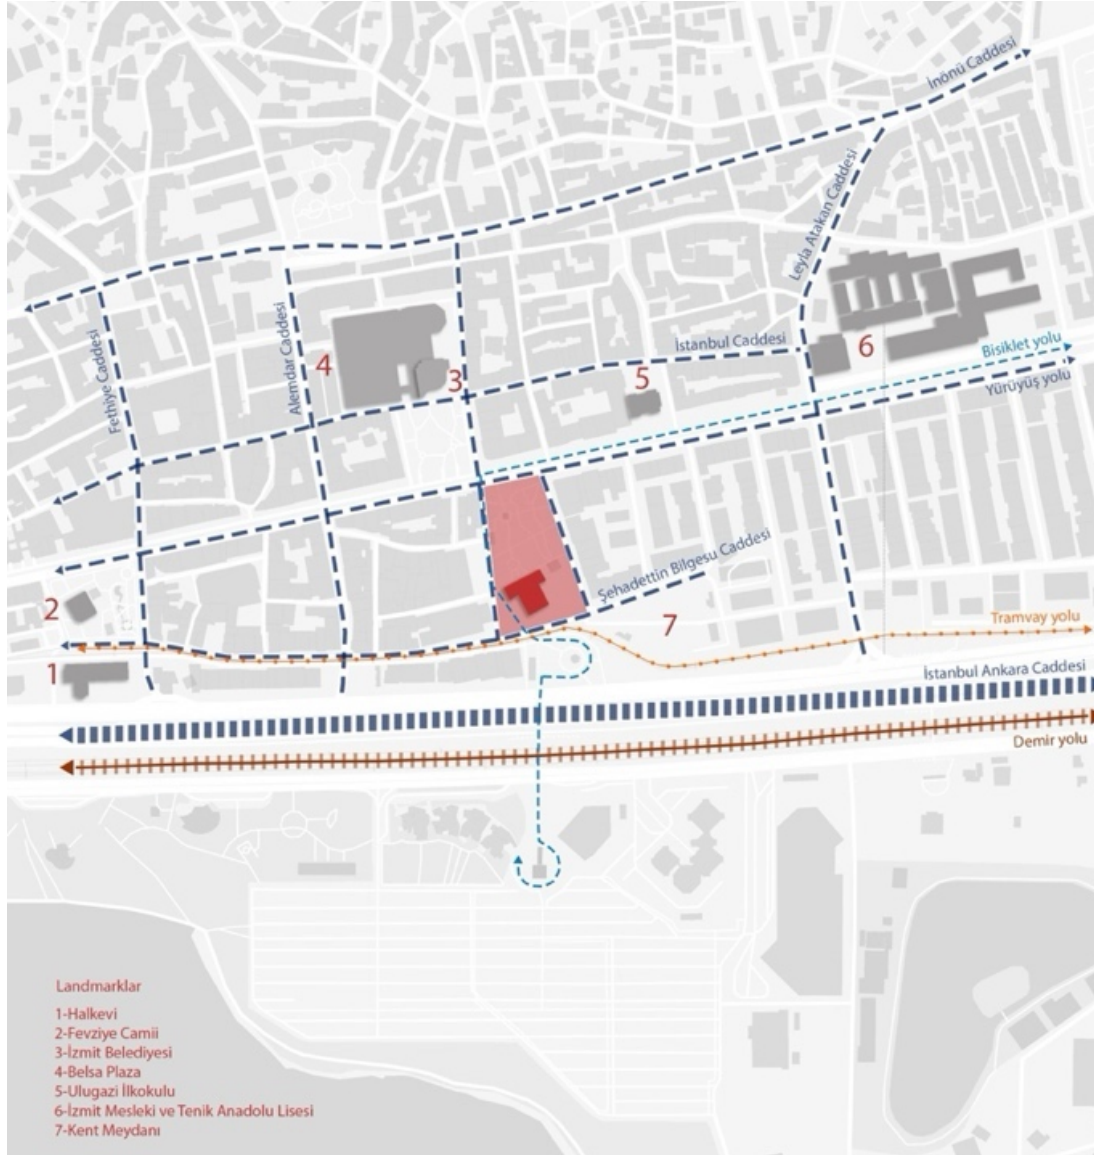 İnönü Caddesi
Leyla Atakan Caddesi
Fethiye Caddesi
Alemdar Caddesi
4
3
İstanbul Caddesi
5
6
Bisiklet yolu
Yürüyüş yolu
Şehadettin Bilgesu Caddesi
2
7
Tramvay yolu
1
İstanbul Ankara Caddesi
Demir yolu
Landmarklar
1-Halkevi
2-Fevziye Camii
3-İzmit Belediyesi
4-Belsa Plaza
5-Ulugazi İlkokulu
6-İzmit Mesleki ve Tenik Anadolu Lisesi
7-Kent Meydanı